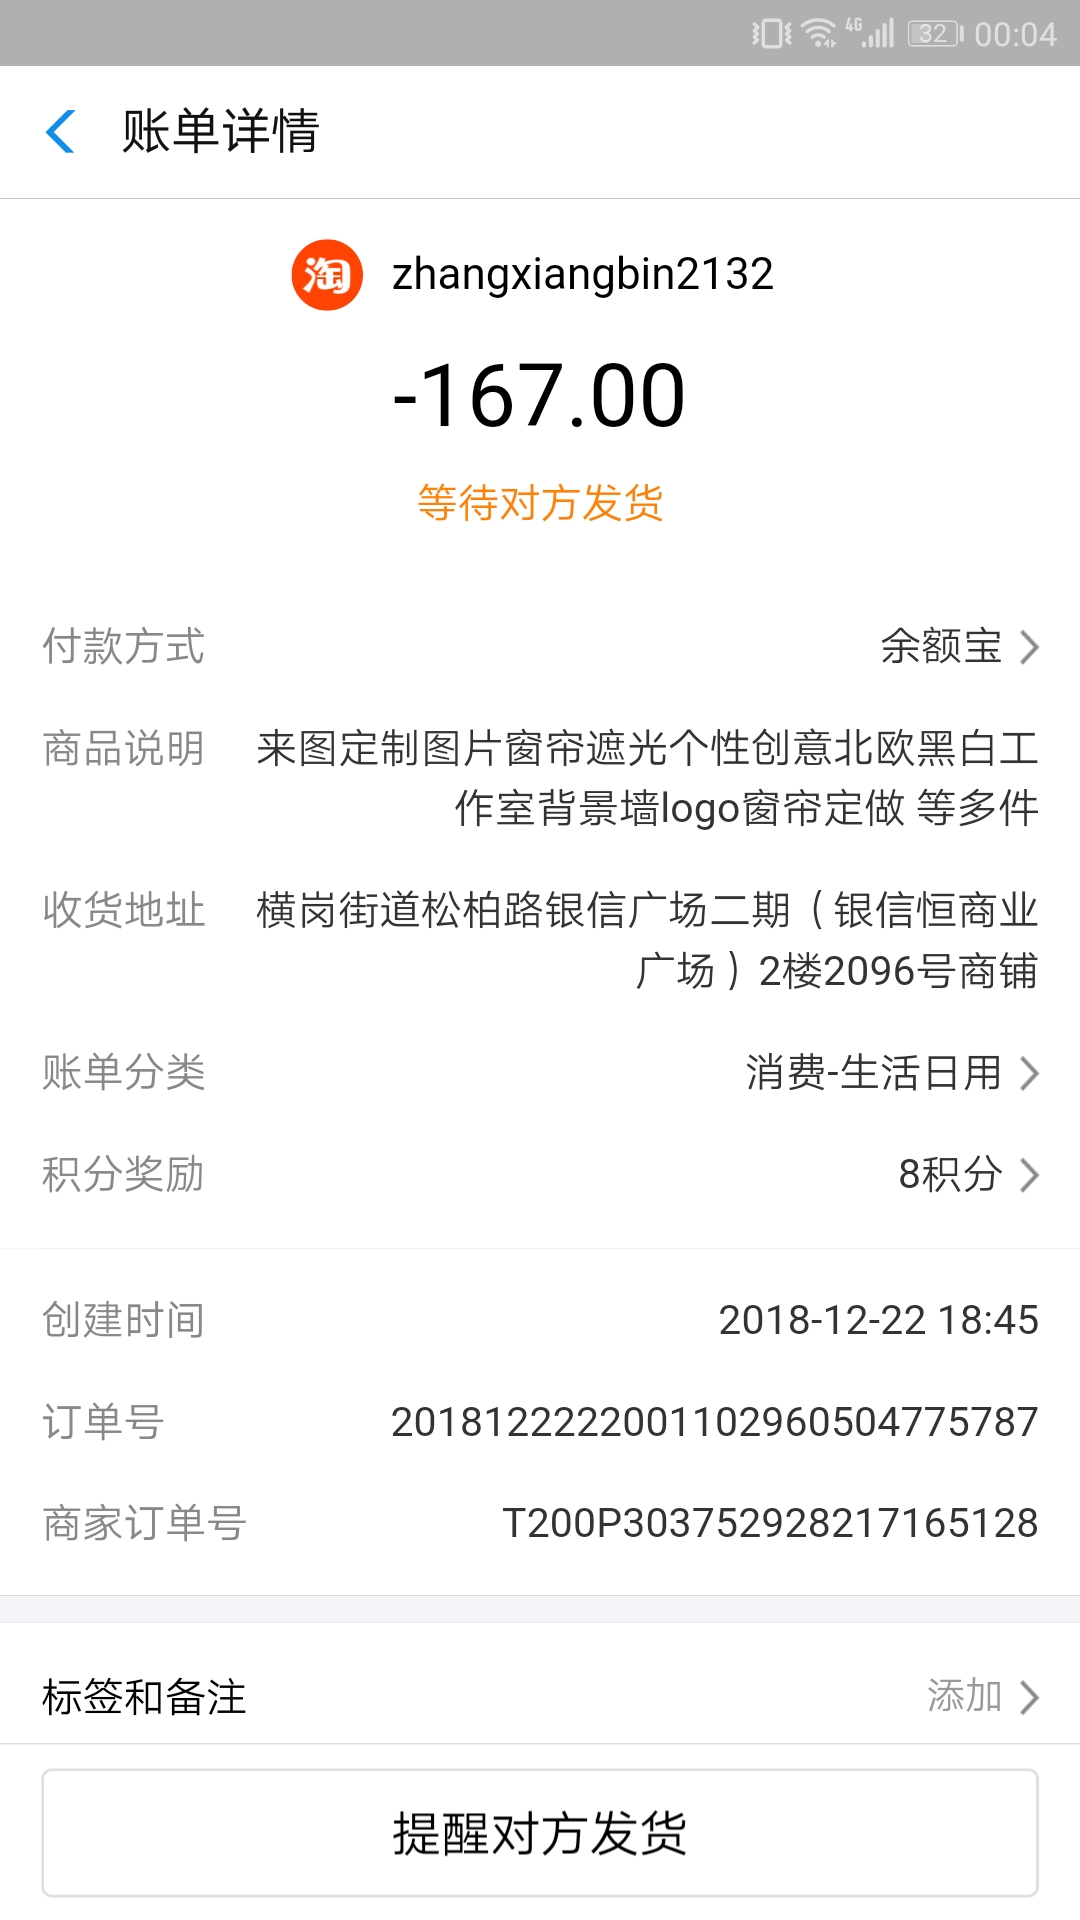 4G 32 00:04
账单详情
淘 zhangxiangbin2132
-167.00
等待对方发货
付款方式 余额宝
商品说明 来图定制图片窗帘遮光个性创意北欧黑白工
作室背景墙logo窗帘定做 等多件
收货地址 横岗街道松柏路银信广场二期（银信恒商业
广场）2楼2096号商铺
账单分类 消费-生活日用
积分奖励 8积分
创建时间 2018-12-22 18:45
订单号 2018122222001102960504775787
商家订单号 T200P303752928217165128
标签和备注 添加
提醒对方发货